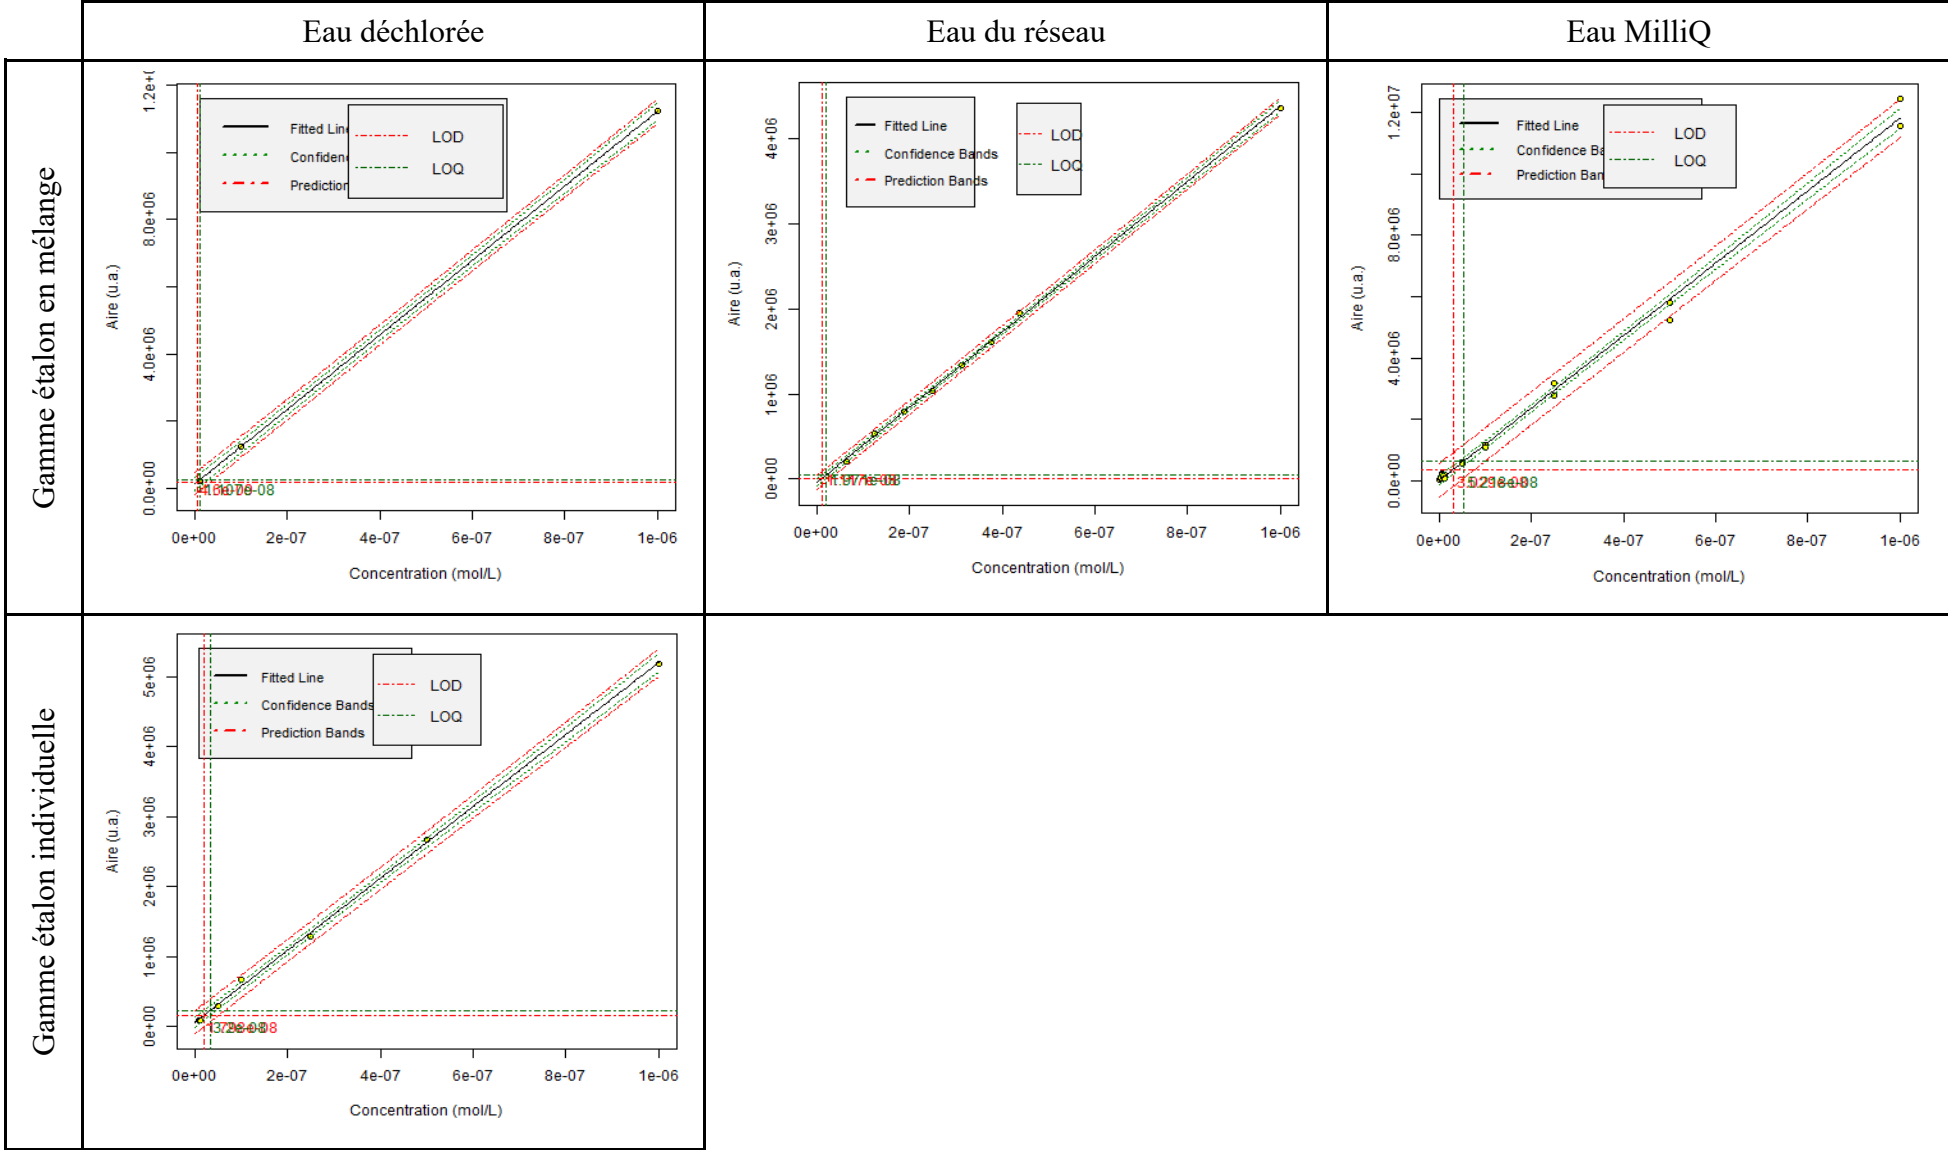 Eau déchlorée
Eau du réseau
Eau MilliQ
Gamme étalon en mélange
Aire (u.a.)
0.0e+00
4.0e+06
8.0e+06
Fitted Line
LOD
LOQ
0e+00 2e-07 4e-07 6e-07 8e-07 1e-06
Concentration (mol/L)
Aire (u.a.)
0e+00
1e+06
2e+06
3e+06
4e+06
Fitted Line
Confidence Bands
Prediction Bands
LOD
LOQ
0e+00 2e-07 4e-07 6e-07 8e-07 1e-06
Concentration (mol/L)
Aire (u.a.)
0.0e+00
4.0e+06
8.0e+06
1.2e+07
Fitted Line
Confidence Ba
Prediction Ban
LOD
LOQ
0e+00 2e-07 4e-07 6e-07 8e-07 1e-06
Concentration (mol/L)
Gamme étalon individuelle
Aire (u.a.)
0e+00
1e+06
2e+06
3e+06
4e+06
5e+06
Fitted Line
Confidence Bands
Prediction Bands
LOD
LOQ
0e+00 2e-07 4e-07 6e-07 8e-07 1e-06
Concentration (mol/L)